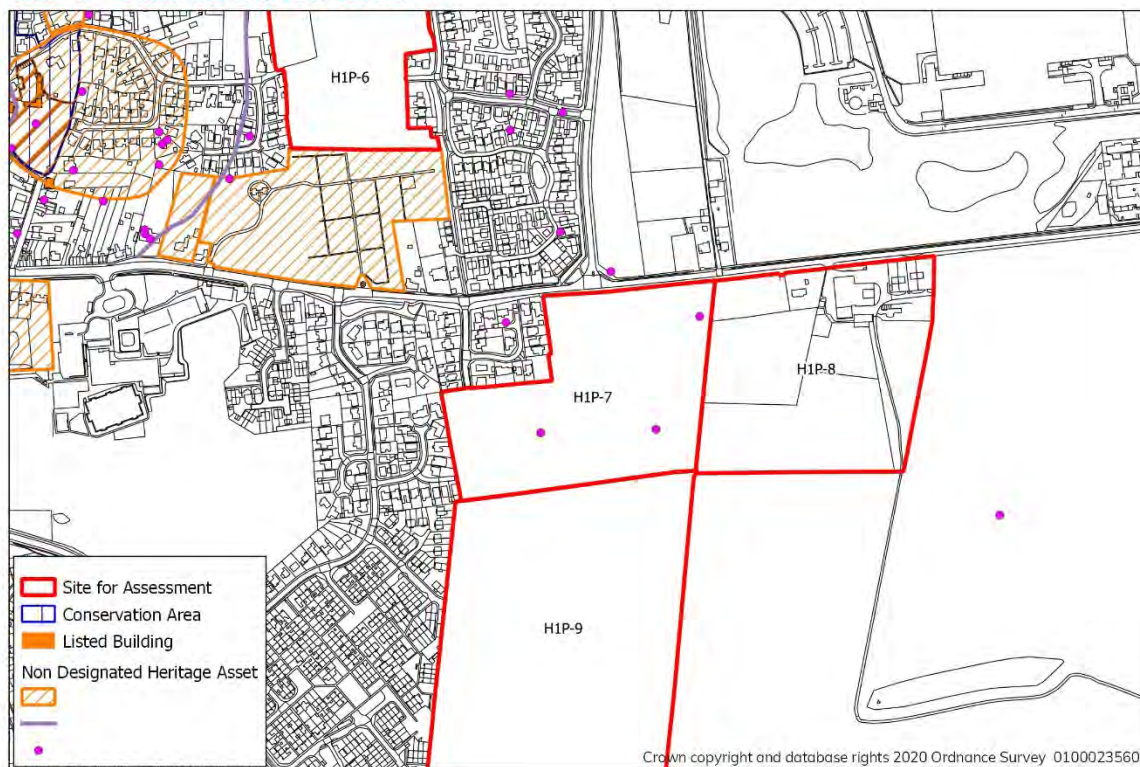 H1P-6
H1P-8
H1P-7
H1P-9
Site for Assessment
Conservation Area
Listed Building
Non Designated Heritage Asset
Crown copyright and database rights 2020 Ordnance Survey 0100023560